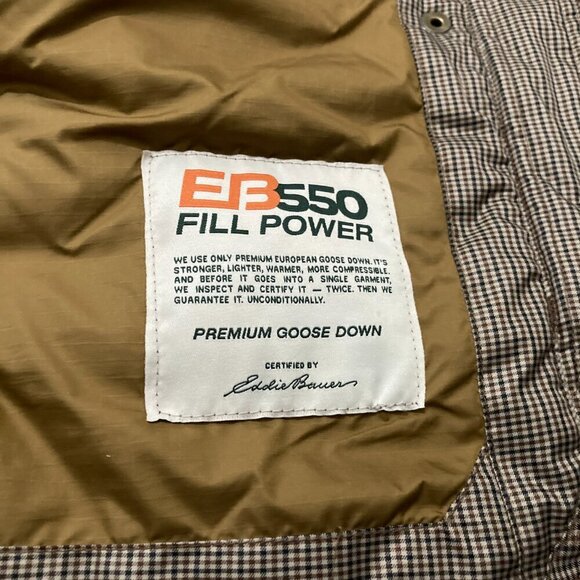 EB550
FILL POWER
WE USE ONLY PREMIUM EUROPEAN GOOSE DOWN. IT'S
STRONGER, LIGHTER, WARMER, MORE COMPRESSIBLE.
AND BEFORE IT GOES INTO A SINGLE GARMENT,
WE INSPECT AND CERTIFY IT — TWICE. THEN WE
GUARANTEE IT. UNCONDITIONALLY.
PREMIUM GOOSE DOWN
CERTIFIED BY
Eddie Bauer